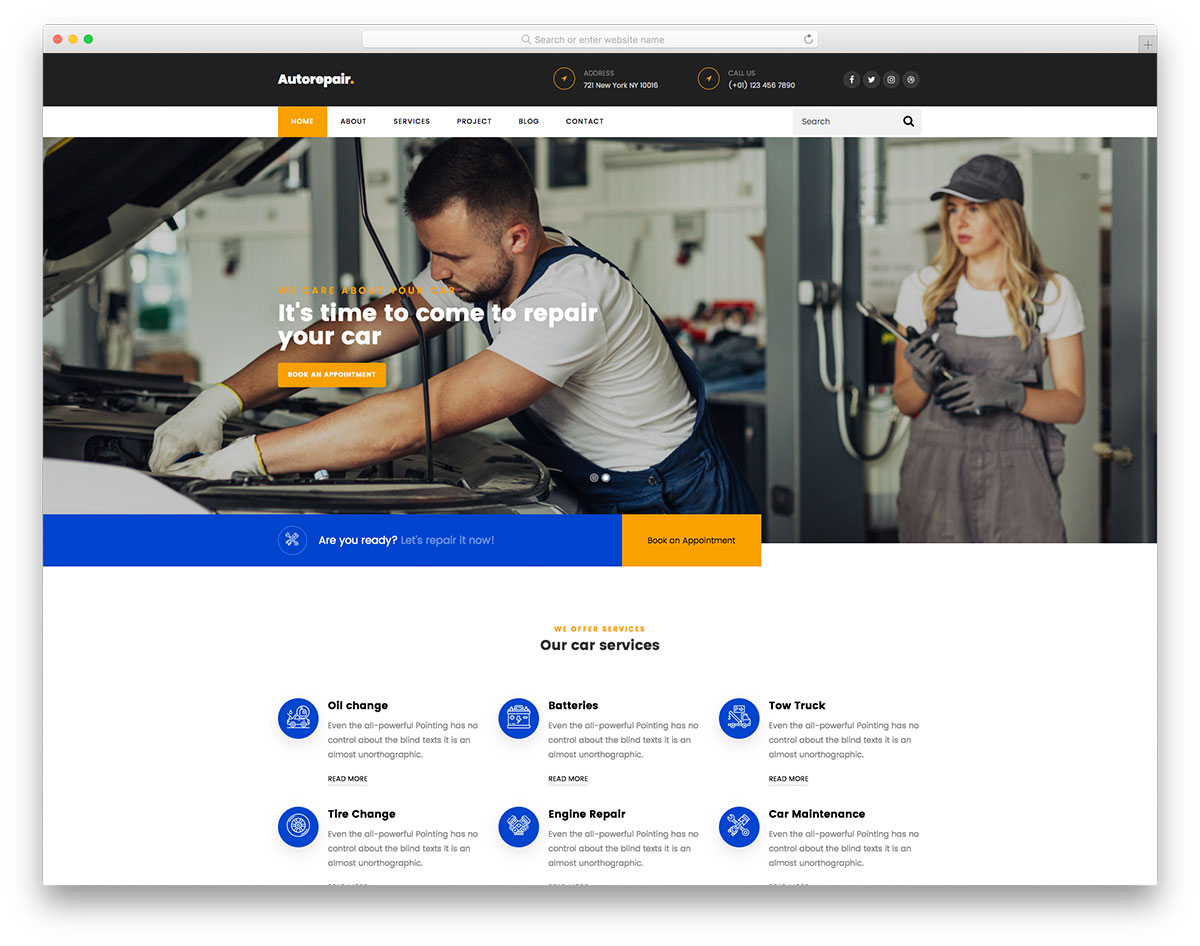 Search or enter website name
Autorepair.
ADDRESS
721 New York NY 10016
CALL US
(+01) 123 456 7890
HOME
ABOUT
SERVICES
PROJECT
BLOG
CONTACT
Search
WE CARE ABOUT YOUR CAR
It's time to come to repair
your car
BOOK AN APPOINTMENT
Are you ready? Let's repair it now!
Book an Appointment
WE OFFER SERVICES
Our car services
Oil change
Even the all-powerful Pointing has no
control about the blind texts it is an
almost unorthographic.
READ MORE
Batteries
Even the all-powerful Pointing has no
control about the blind texts it is an
almost unorthographic.
READ MORE
Tow Truck
Even the all-powerful Pointing has no
control about the blind texts it is an
almost unorthographic.
READ MORE
Tire Change
Even the all-powerful Pointing has no
control about the blind texts it is an
almost unorthographic.
Engine Repair
Even the all-powerful Pointing has no
control about the blind texts it is an
almost unorthographic.
Car Maintenance
Even the all-powerful Pointing has no
control about the blind texts it is an
almost unorthographic.